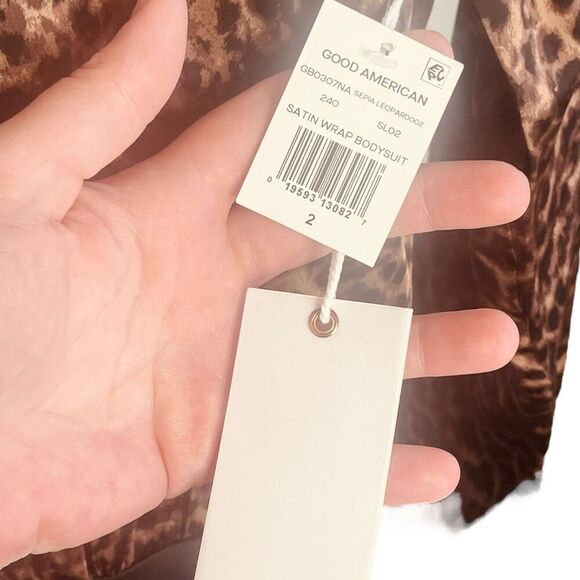 GOOD AMERICAN
GB0307NA SEPIA LEOPARD002
240 SL02
SATIN WRAP BODYSUIT
0 19593 13082 7
2